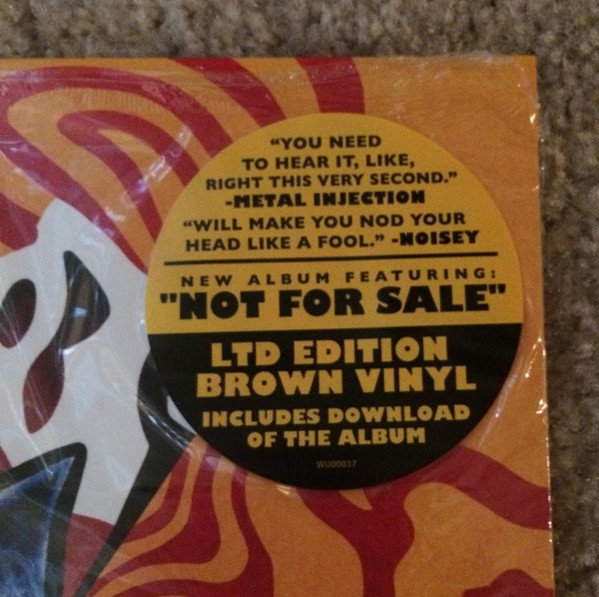 “YOU NEED
TO HEAR IT, LIKE,
RIGHT THIS VERY SECOND.”
-METAL INJECTION
“WILL MAKE YOU NOD YOUR
HEAD LIKE A FOOL.” -NOISEY
NEW ALBUM FEATURING:
"NOT FOR SALE"
LTD EDITION
BROWN VINYL
INCLUDES DOWNLOAD
OF THE ALBUM
WU00037